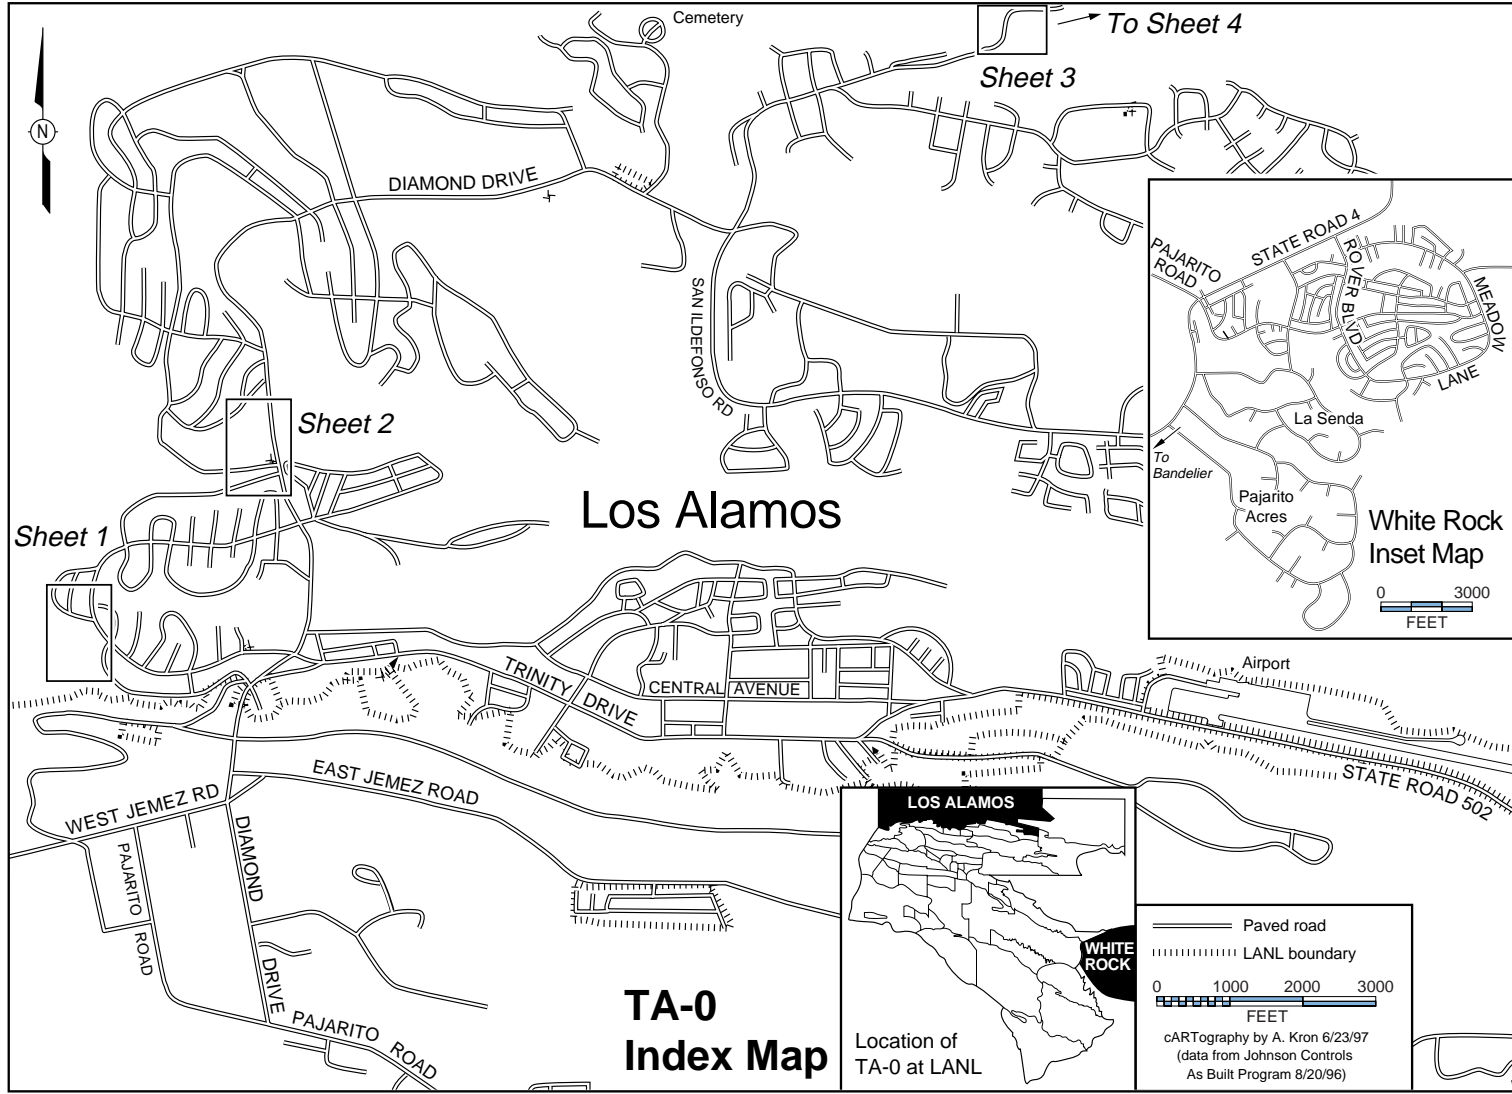 Cemetery
To Sheet 4
Sheet 3
N
DIAMOND DRIVE
STATE ROAD 4
PAJARITO
ROAD
ROVER BLVD
MEADOW
LANE
SAN ILDEFONSO RD
Sheet 2
La Senda
To
Bandelier
Pajarito
Acres
Los Alamos
White Rock
Inset Map
Sheet 1
0 3000
FEET
TRINITY DRIVE
CENTRAL AVENUE
Airport
STATE ROAD 502
EAST JEMEZ ROAD
WEST JEMEZ RD
LOS ALAMOS
PAJARITO ROAD
DIAMOND DRIVE
WHITE
ROCK
Paved road
LANL boundary
0 1000 2000 3000
FEET
TA-0
Index Map
PAJARITO ROAD
Location of
TA-0 at LANL
cARTography by A. Kron 6/23/97
(data from Johnson Controls
As Built Program 8/20/96)